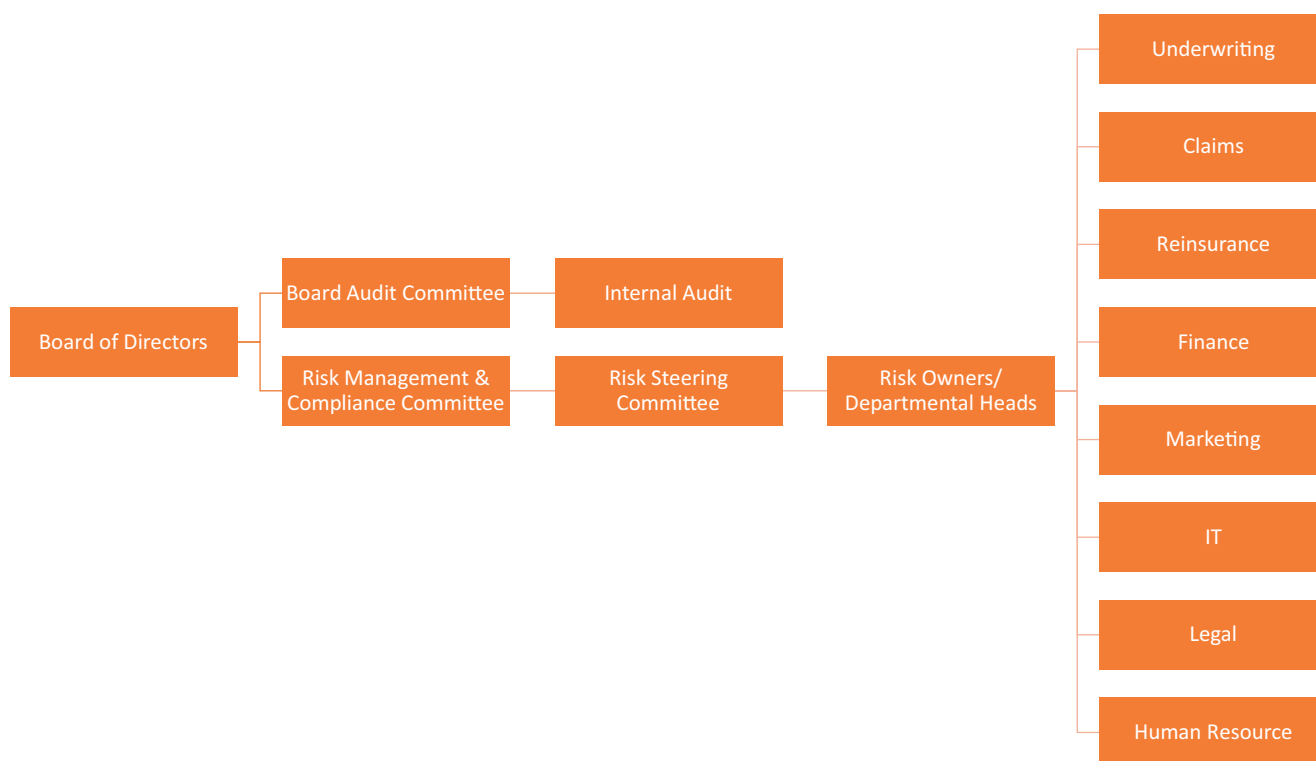 Board of Directors
Board Audit Committee
Internal Audit
Risk Management &
Compliance Committee
Risk Steering
Committee
Risk Owners/
Departmental Heads
Underwriting
Claims
Reinsurance
Finance
Marketing
IT
Legal
Human Resource